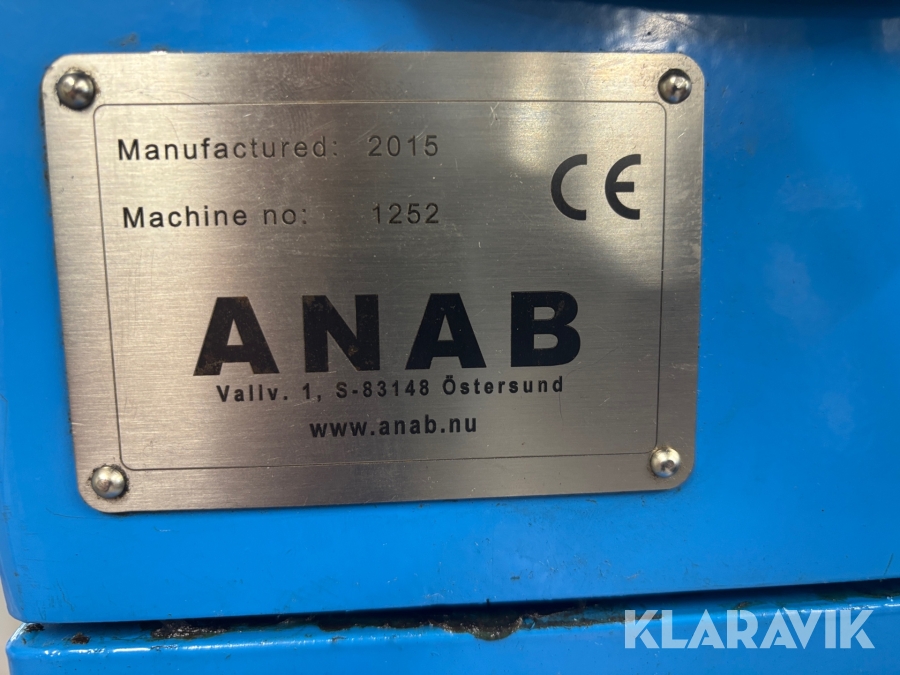 Manufactured: 2015
Machine no: 1252
CE
ANAB
Vallv. 1, S-83148 Östersund
www.anab.nu
KLARAVIK